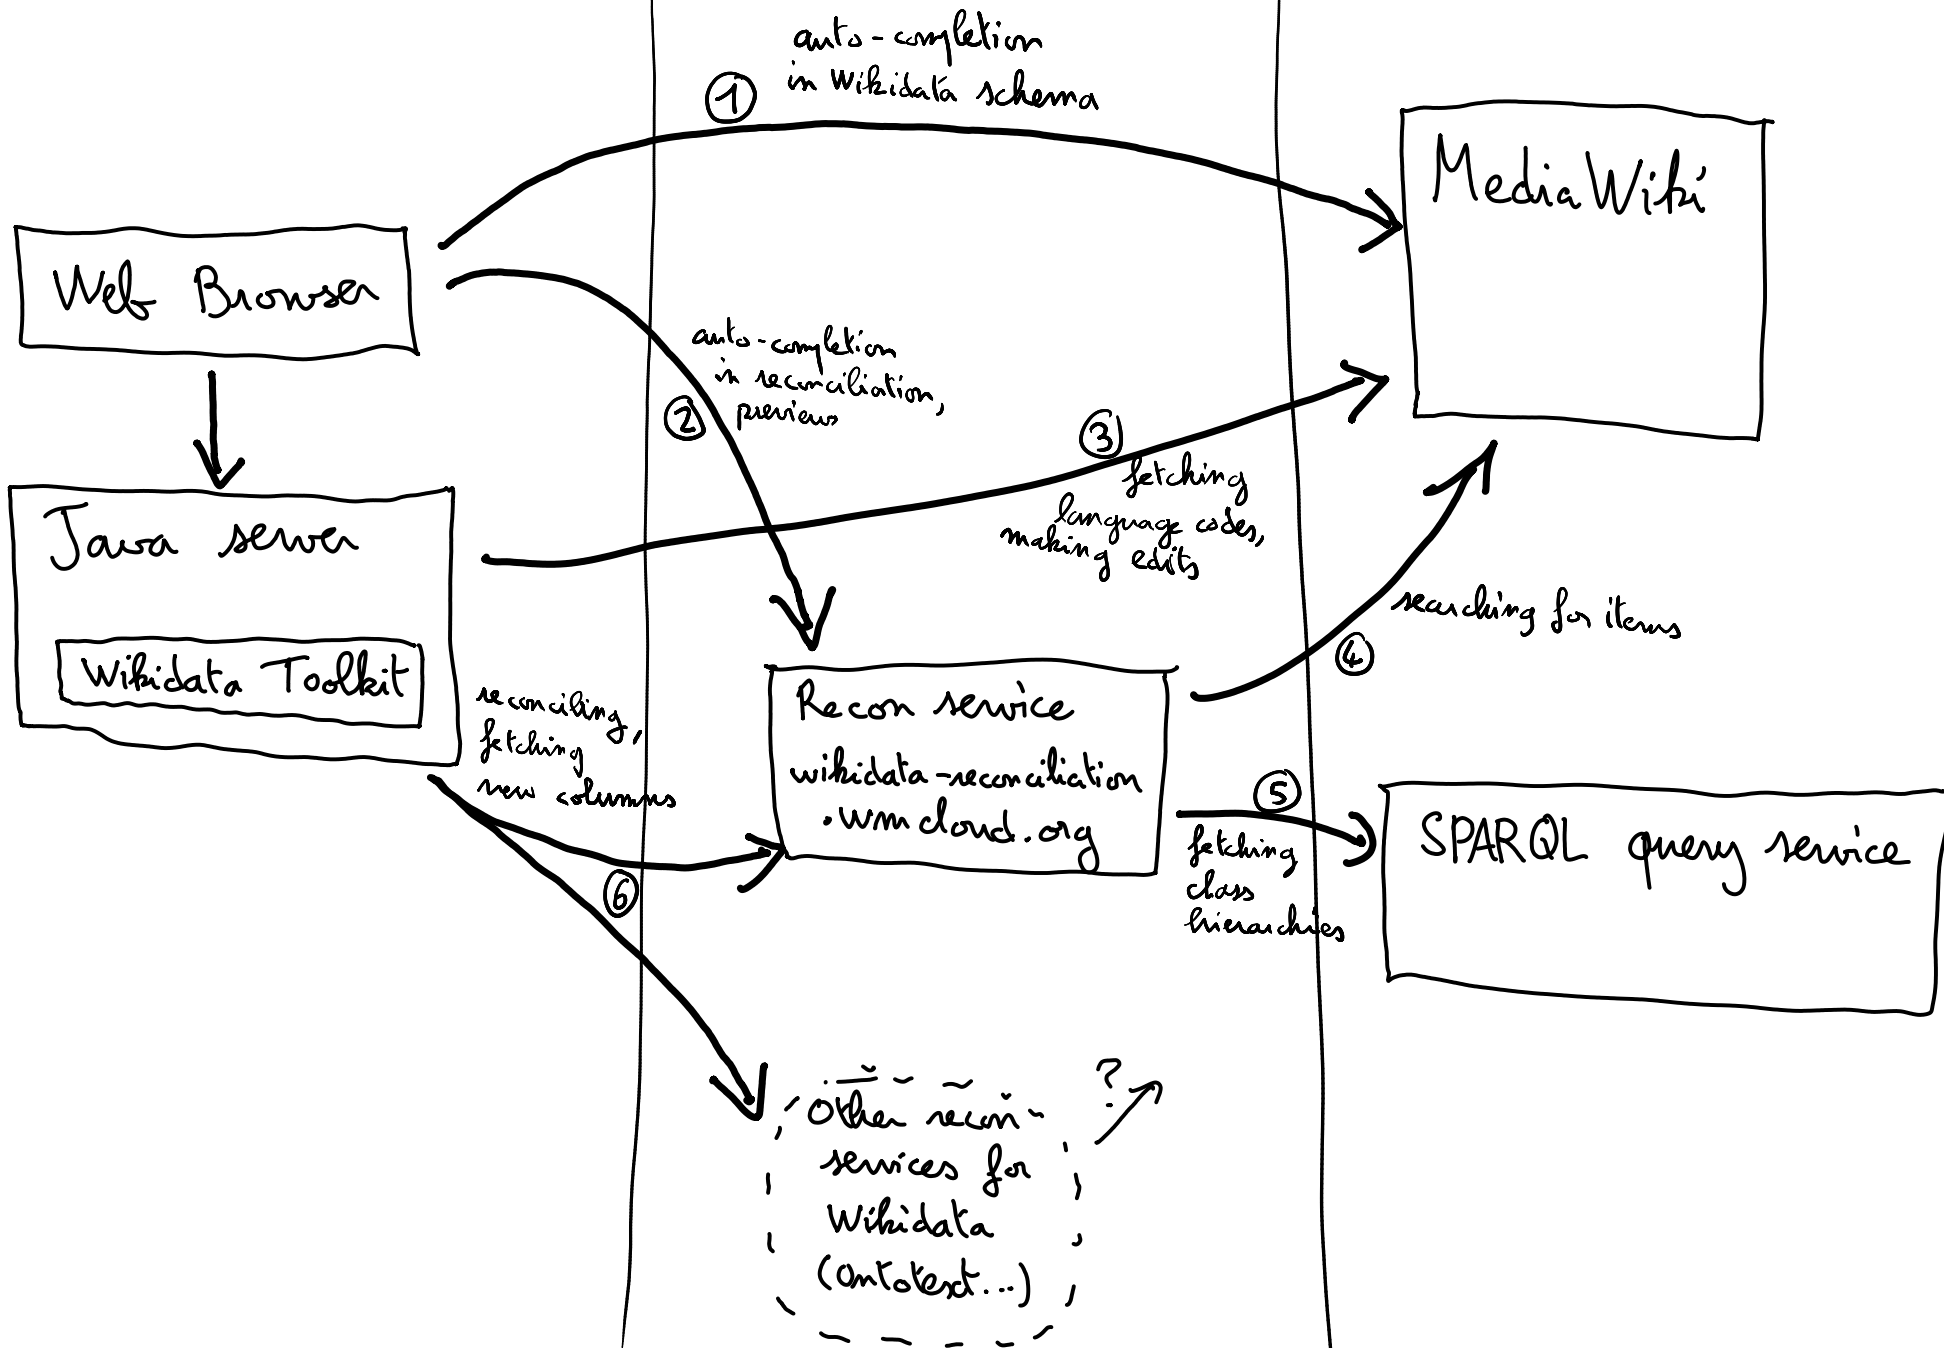 auto-completion
in Wikidata schema
1
MediaWiki
Web Browser
auto-completion
in reconciliation,
previews
2
3
fetching
language codes,
making edits
Java server
Wikidata Toolkit
searching for items
4
reconciling,
fetching
new columns
6
Recon service
wikidata-reconciliation
.wmcloud.org
5
fetching
class
hierarchies
SPARQL query service
?
Other recon
services for
Wikidata
(Ontotext...)